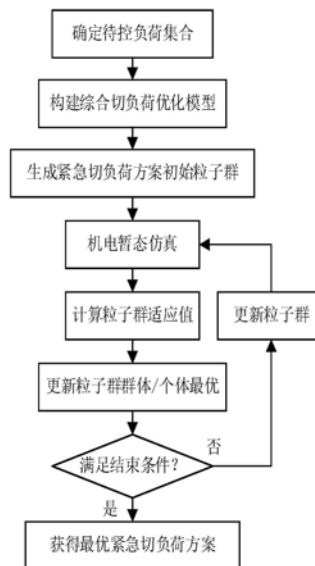 确定待控负荷集合
构建综合切负荷优化模型
生成紧急切负荷方案初始粒子群
机电暂态仿真
计算粒子群适应值
更新粒子群
更新粒子群群体/个体最优
满足结束条件?
否
是
获得最优紧急切负荷方案